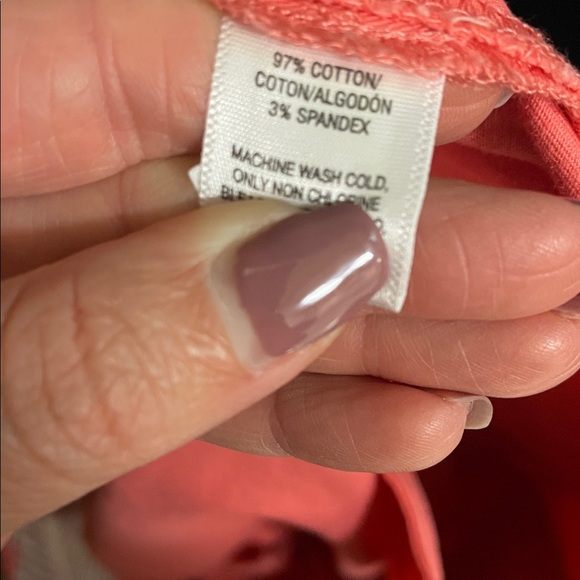 97% COTTON/
COTON/ALGODÓN
3% SPANDEX
MACHINE WASH COLD,
ONLY NON CHLORINE